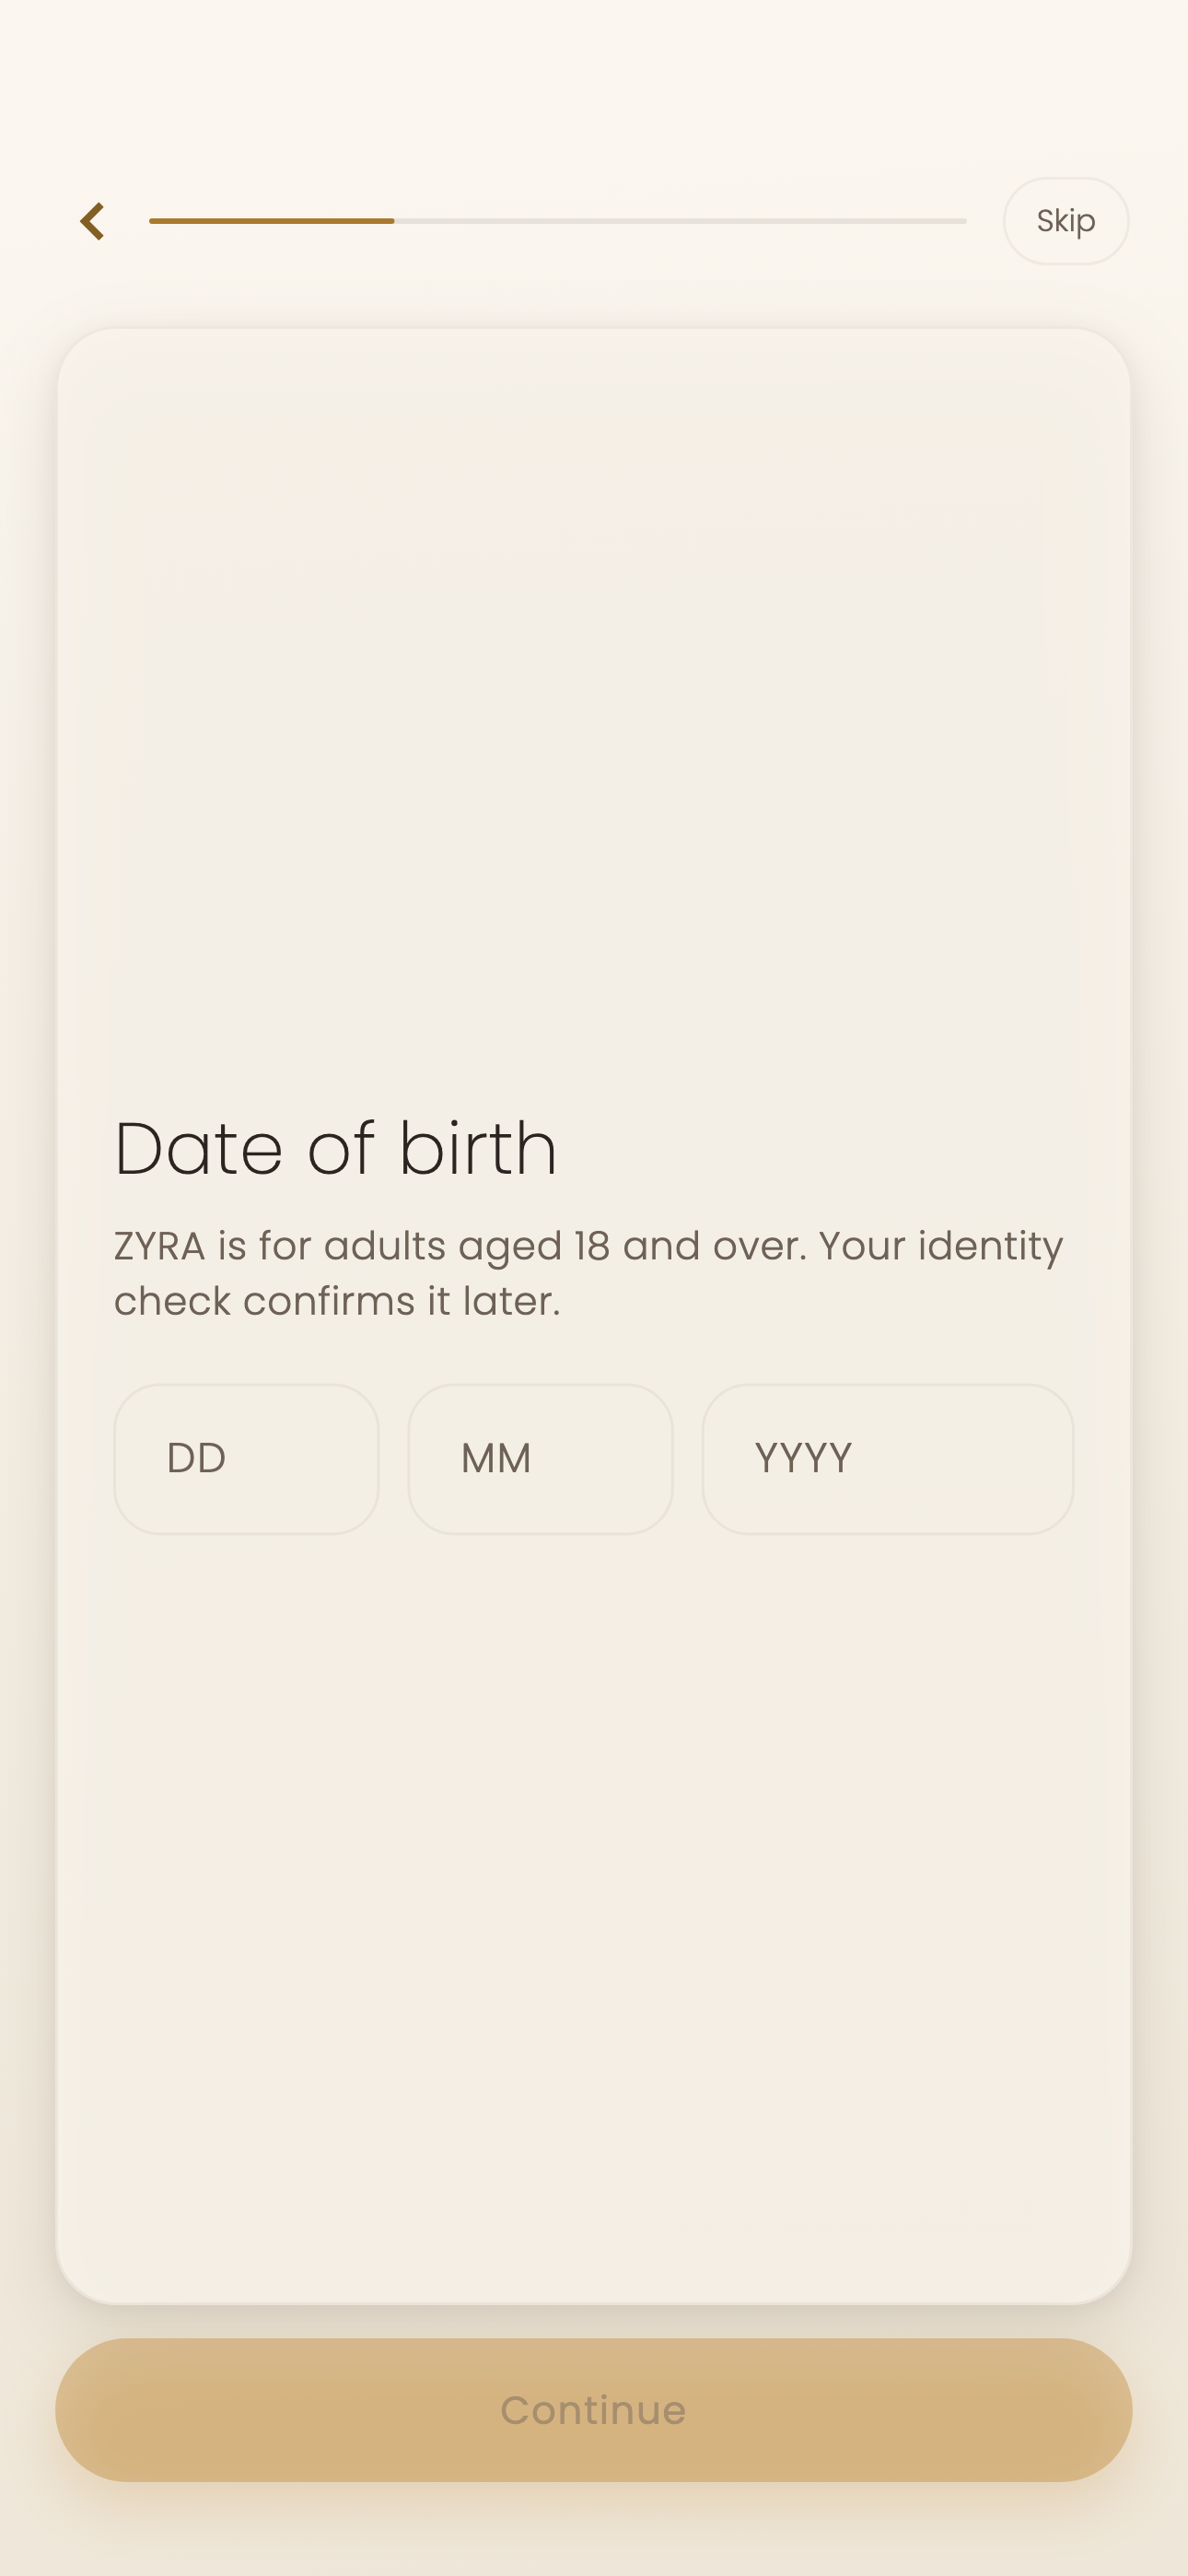 Skip
Date of birth
ZYRA is for adults aged 18 and over. Your identity
check confirms it later.
DD MM YYYY
Continue